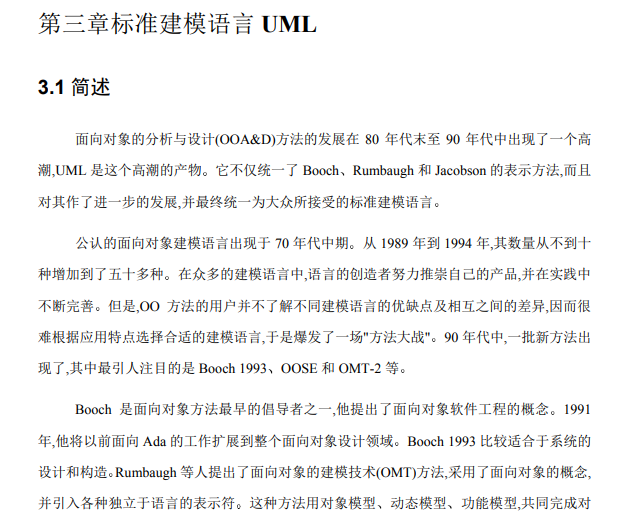 第三章标准建模语言 UML
3.1 简述
面向对象的分析与设计(OOA&D)方法的发展在 80 年代末至 90 年代中出现了一个高
潮,UML 是这个高潮的产物。它不仅统一了 Booch、Rumbaugh 和 Jacobson 的表示方法,而且
对其作了进一步的发展,并最终统一为大众所接受的标准建模语言。
公认的面向对象建模语言出现于 70 年代中期。从 1989 年到 1994 年,其数量从不到十
种增加到了五十多种。在众多的建模语言中,语言的创造者努力推崇自己的产品,并在实践中
不断完善。但是,OO 方法的用户并不了解不同建模语言的优缺点及相互之间的差异,因而很
难根据应用特点选择合适的建模语言,于是爆发了一场"方法大战"。90 年代中,一批新方法出
现了,其中最引人注目的是 Booch 1993、OOSE 和 OMT-2 等。
Booch 是面向对象方法最早的倡导者之一,他提出了面向对象软件工程的概念。1991
年,他将以前面向 Ada 的工作扩展到整个面向对象设计领域。Booch 1993 比较适合于系统的
设计和构造。Rumbaugh 等人提出了面向对象的建模技术(OMT)方法,采用了面向对象的概念,
并引入各种独立于语言的表示符。这种方法用对象模型、动态模型、功能模型,共同完成对